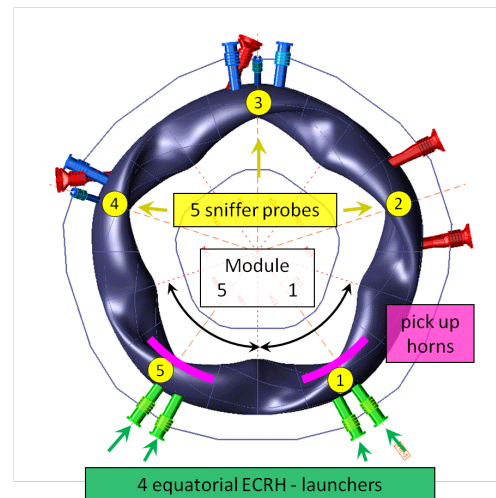 3
4
5 sniffer probes
2
Module
5 1
pick up
horns
5
1
4 equatorial ECRH - launchers